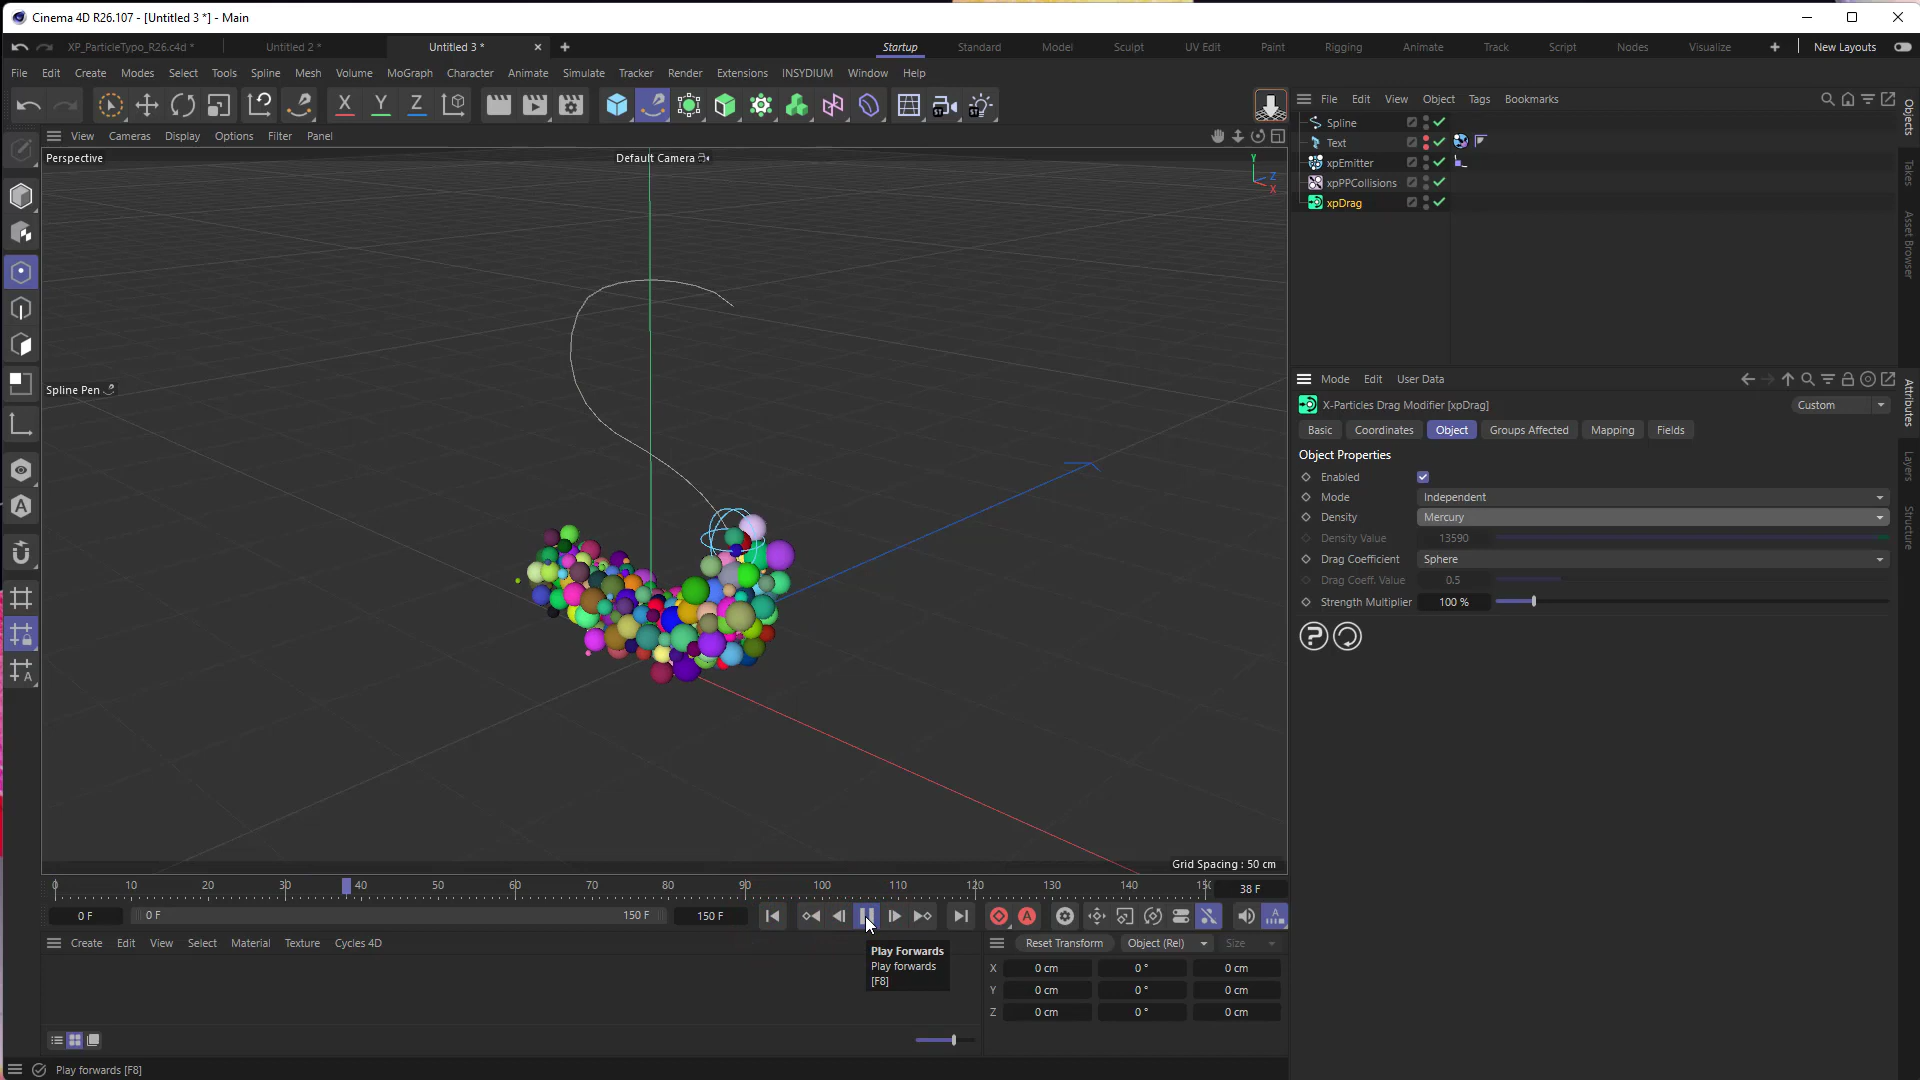 Cinema 4D R26.107 - [Untitled 3 *] - Main
XP_ParticleTypo_R26.c4d *
Untitled 2 *
Untitled 3 *
Startup
Standard
Model
Sculpt
UV Edit
Paint
Rigging
Animate
Track
Script
Nodes
Visualize
New Layouts
File Edit Create Modes Select Tools Spline Mesh Volume MoGraph Character Animate Simulate Tracker Render Extensions INSYDIUM Window Help
X Y Z
File Edit View Object Tags Bookmarks
View Cameras Display Options Filter Panel
Perspective
Default Camera
Y
Z
X
Spline
Text
xpEmitter
xpPPCollisions
xpDrag
Objects
Takes
Asset Browser
Spline Pen
Mode Edit User Data
X-Particles Drag Modifier [xpDrag]
Custom
Basic Coordinates Object Groups Affected Mapping Fields
Object Properties
Enabled
Mode Independent
Density Mercury
Density Value 13590
Drag Coefficient Sphere
Drag Coeff. Value 0.5
Strength Multiplier 100 %
Attributes
Layers
Structure
Grid Spacing : 50 cm
0 10 20 30 40 50 60 70 80 90 100 110 120 130 140 15
38 F
0 F
0 F
150 F
150 F
Create Edit View Select Material Texture Cycles 4D
Play Forwards
Play forwards
[F8]
Reset Transform
Object (Rel)
Size
X 0 cm 0 ° 0 cm
Y 0 cm 0 ° 0 cm
Z 0 cm 0 ° 0 cm
Play forwards [F8]